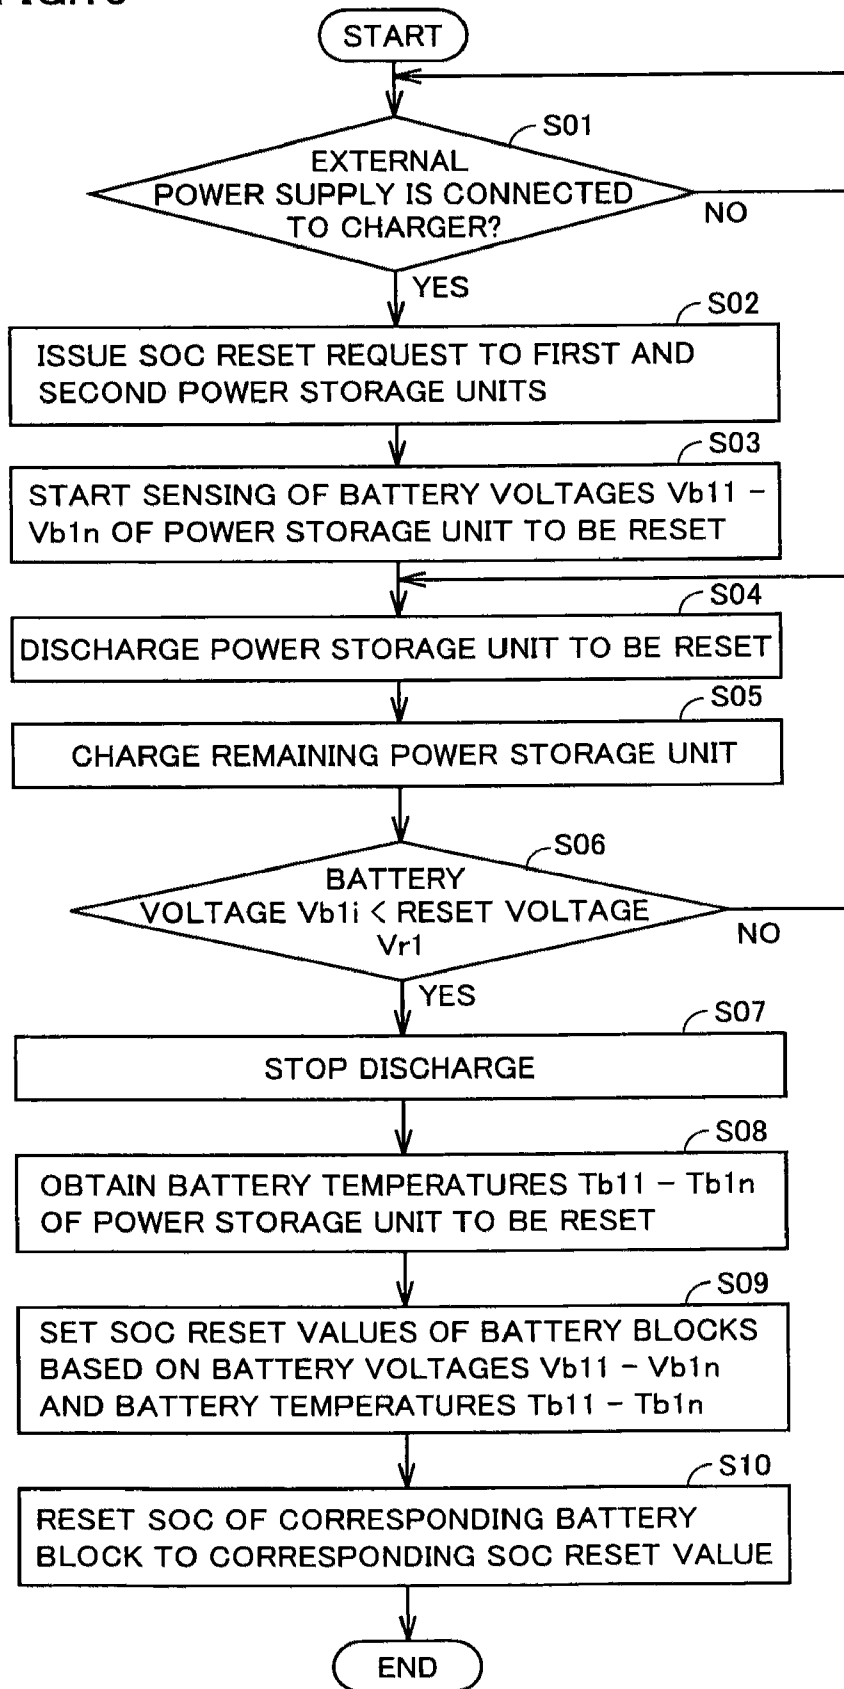 START
S01
EXTERNAL
POWER SUPPLY IS CONNECTED
TO CHARGER?
NO
YES
S02
ISSUE SOC RESET REQUEST TO FIRST AND
SECOND POWER STORAGE UNITS
S03
START SENSING OF BATTERY VOLTAGES Vb11 -
Vb1n OF POWER STORAGE UNIT TO BE RESET
S04
DISCHARGE POWER STORAGE UNIT TO BE RESET
S05
CHARGE REMAINING POWER STORAGE UNIT
S06
BATTERY
VOLTAGE Vb1i < RESET VOLTAGE
Vr1
NO
YES
S07
STOP DISCHARGE
S08
OBTAIN BATTERY TEMPERATURES Tb11 - Tb1n
OF POWER STORAGE UNIT TO BE RESET
S09
SET SOC RESET VALUES OF BATTERY BLOCKS
BASED ON BATTERY VOLTAGES Vb11 - Vb1n
AND BATTERY TEMPERATURES Tb11 - Tb1n
S10
RESET SOC OF CORRESPONDING BATTERY
BLOCK TO CORRESPONDING SOC RESET VALUE
END